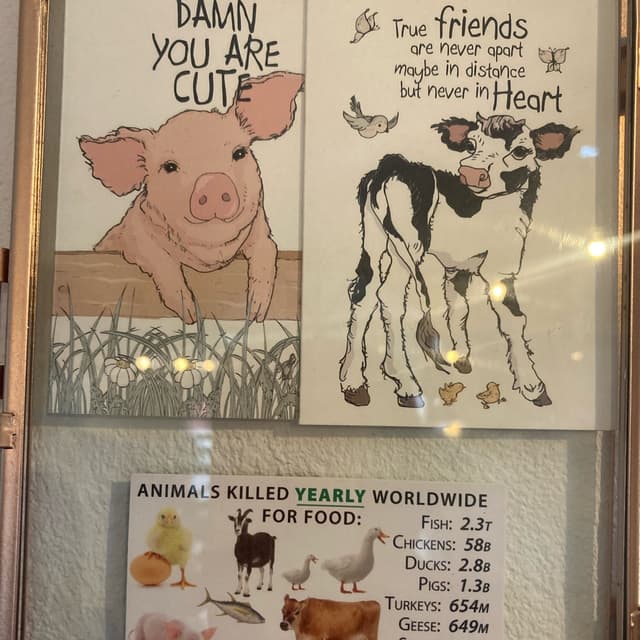 DAMN
YOU ARE
CUTE
True friends
are never apart
maybe in distance
but never in Heart
ANIMALS KILLED YEARLY WORLDWIDE
FOR FOOD:
FISH: 2.3T
CHICKENS: 58B
DUCKS: 2.8B
PIGS: 1.3B
TURKEYS: 654M
GEESE: 649M